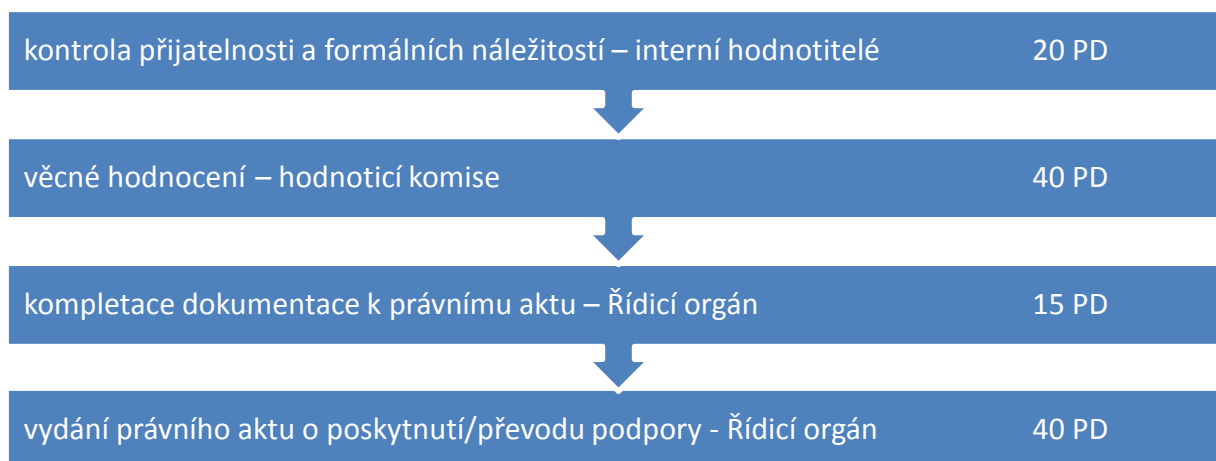 kontrola přijatelnosti a formálních náležitostí – interní hodnotitelé 20 PD
věcné hodnocení – hodnoticí komise 40 PD
kompletace dokumentace k právnímu aktu – Řídicí orgán 15 PD
vydání právního aktu o poskytnutí/převodu podpory - Řídicí orgán 40 PD